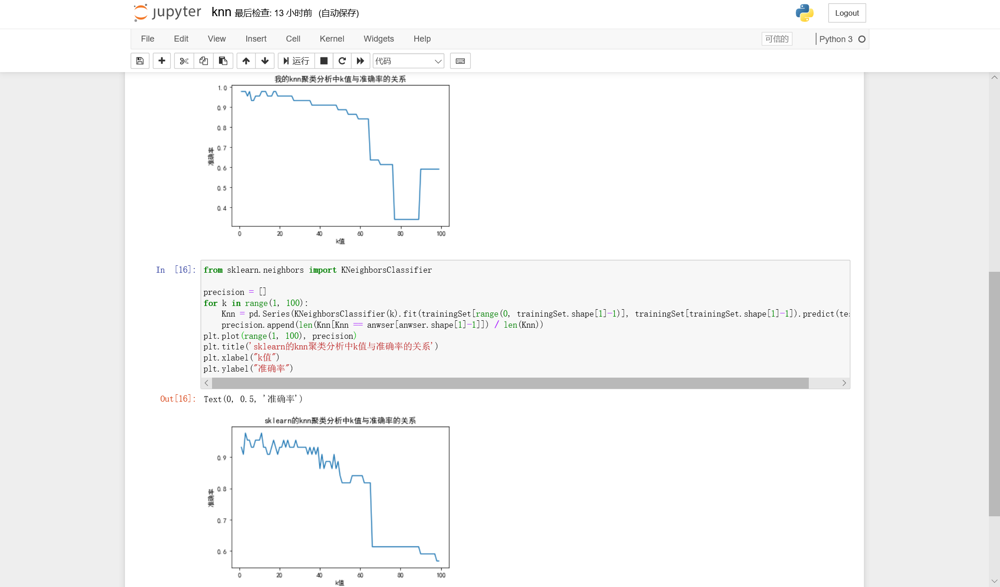 jupyter knn 最后检查: 13 小时前 (自动保存) Logout
File Edit View Insert Cell Kernel Widgets Help 可信的 Python 3
运行 代码
我的knn聚类分析中k值与准确率的关系
1.0
0.9
0.8
0.7
0.6
0.5
0.4
准确率
0 20 40 60 80 100
k值
In [16]:
from sklearn.neighbors import KNeighborsClassifier
precision = []
for k in range(1, 100):
    Knn = pd.Series(KNeighborsClassifier(k).fit(trainingSet[range(0, trainingSet.shape[1]-1)], trainingSet[trainingSet.shape[1]-1]).predict(te
    precision.append(len(Knn[Knn == anwser[anwser.shape[1]-1]]) / len(Knn))
plt.plot(range(1, 100), precision)
plt.title('sklearn的knn聚类分析中k值与准确率的关系')
plt.xlabel("k值")
plt.ylabel("准确率")
Out[16]: Text(0, 0.5, '准确率')
sklearn的knn聚类分析中k值与准确率的关系
0.9
0.8
0.7
0.6
准确率
0 20 40 60 80 100
k值